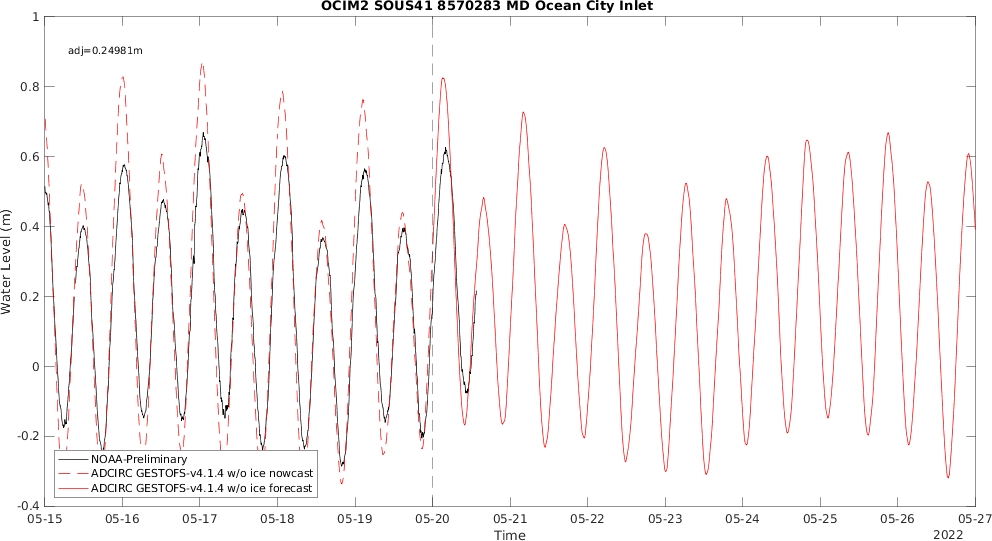 OCIM2 SOUS41 8570283 MD Ocean City Inlet
adj=0.24981m
Water Level (m)
1
0.8
0.6
0.4
0.2
0
-0.2
-0.4
NOAA-Preliminary
ADCIRC GESTOFS-v4.1.4 w/o ice nowcast
ADCIRC GESTOFS-v4.1.4 w/o ice forecast
05-15 05-16 05-17 05-18 05-19 05-20 05-21 05-22 05-23 05-24 05-25 05-26 05-27
Time
2022